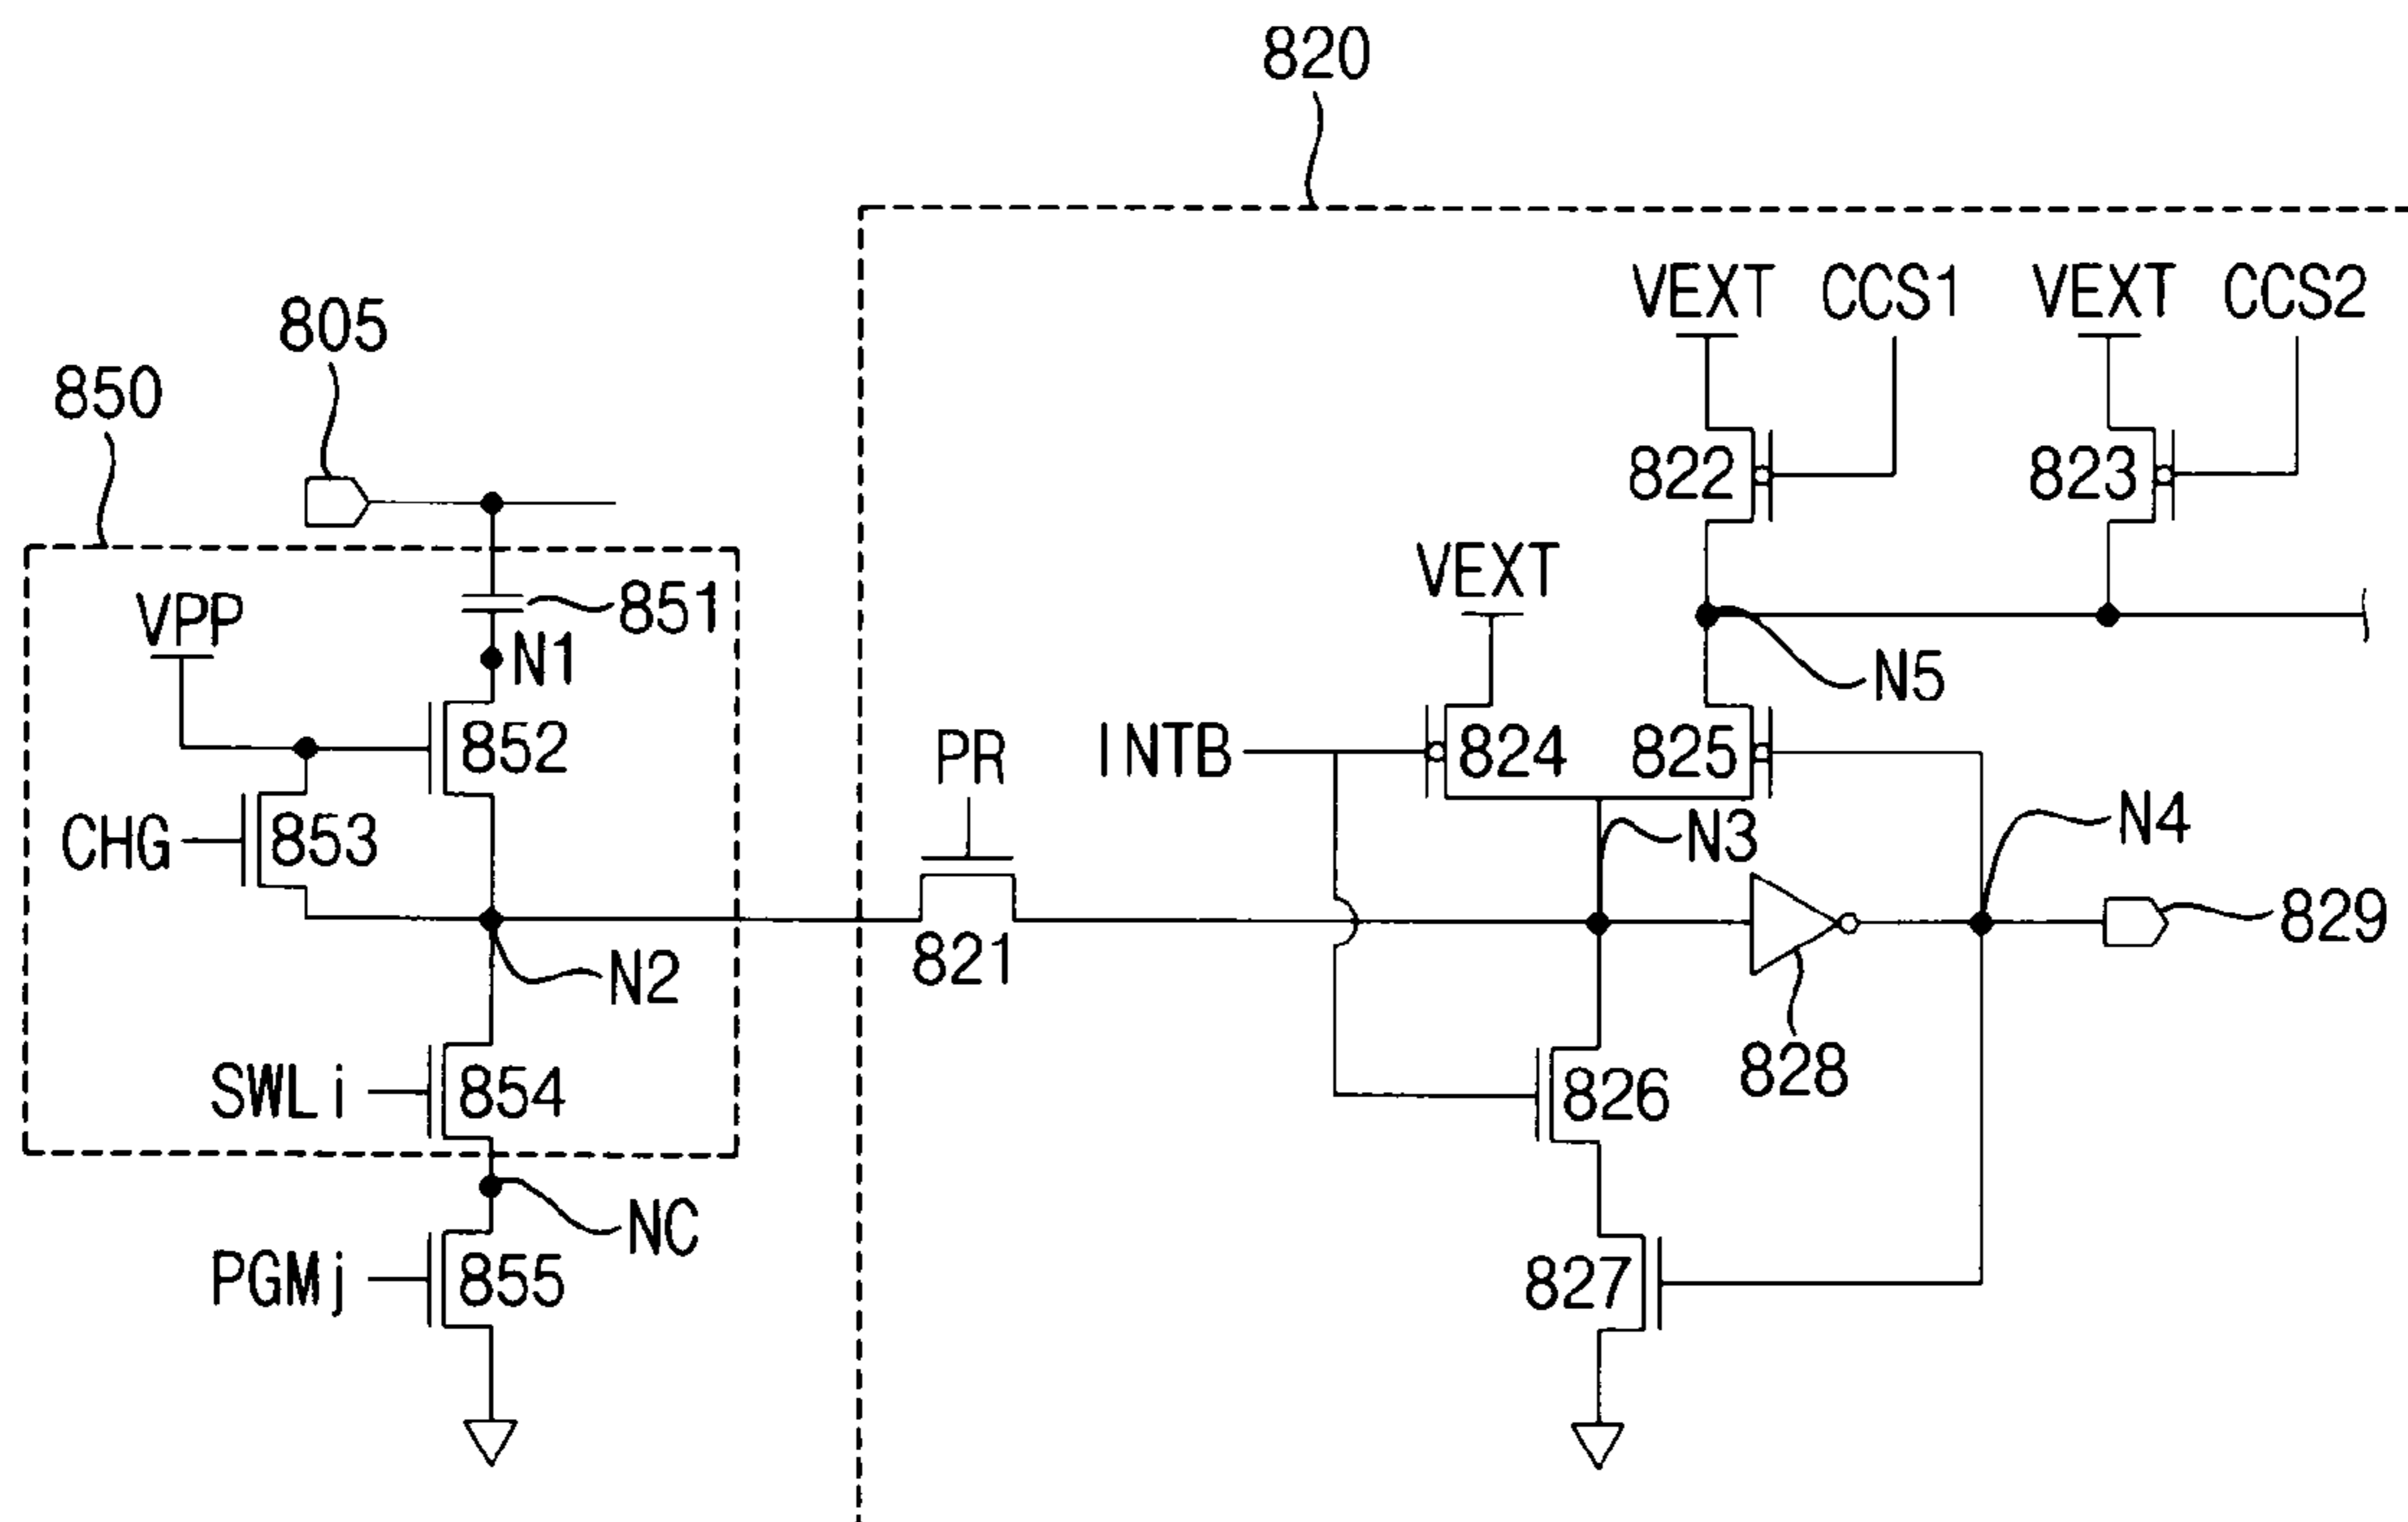 820
VEXT CCS1 VEXT CCS2
805
850
822
823
VEXT
851
VPP
N1
N5
852
PR
INTB
824
825
CHG
853
N3
N4
829
821
N2
828
SWLi
854
826
NC
PGMj
855
827